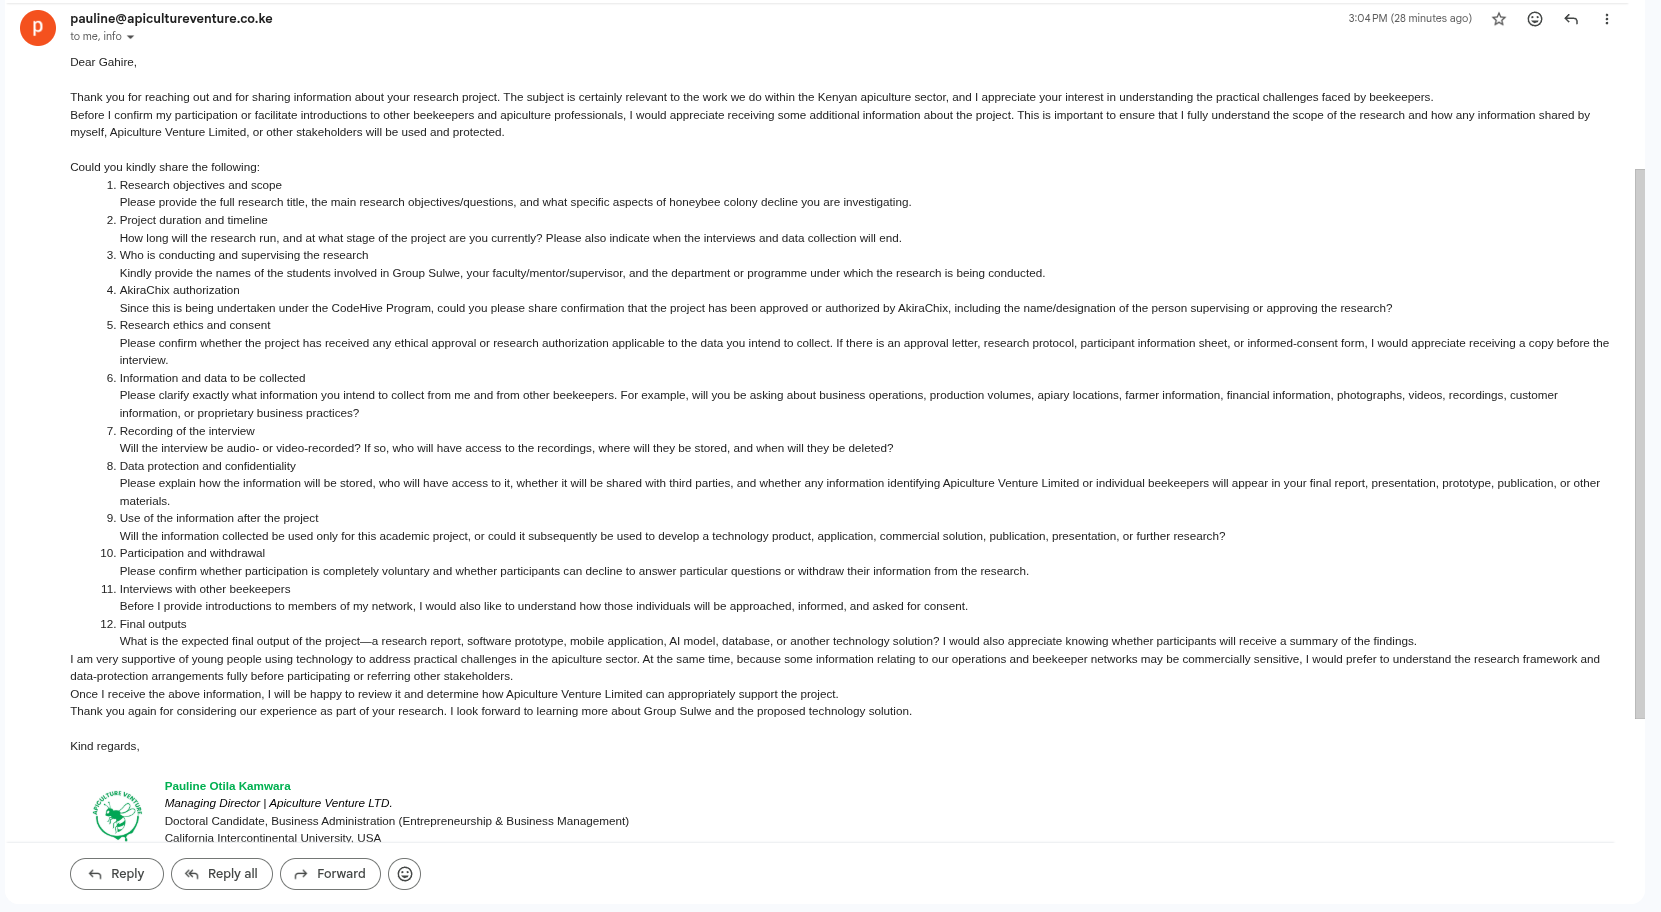 p
pauline@apicultureventure.co.ke
3:04 PM (28 minutes ago)
to me, info
Dear Gahire,
Thank you for reaching out and for sharing information about your research project. The subject is certainly relevant to the work we do within the Kenyan apiculture sector, and I appreciate your interest in understanding the practical challenges faced by beekeepers.
Before I confirm my participation or facilitate introductions to other beekeepers and apiculture professionals, I would appreciate receiving some additional information about the project. This is important to ensure that I fully understand the scope of the research and how any information shared by
myself, Apiculture Venture Limited, or other stakeholders will be used and protected.
Could you kindly share the following:
1. Research objectives and scope
Please provide the full research title, the main research objectives/questions, and what specific aspects of honeybee colony decline you are investigating.
2. Project duration and timeline
How long will the research run, and at what stage of the project are you currently? Please also indicate when the interviews and data collection will end.
3. Who is conducting and supervising the research
Kindly provide the names of the students involved in Group Sulwe, your faculty/mentor/supervisor, and the department or programme under which the research is being conducted.
4. AkiraChix authorization
Since this is being undertaken under the CodeHive Program, could you please share confirmation that the project has been approved or authorized by AkiraChix, including the name/designation of the person supervising or approving the research?
5. Research ethics and consent
Please confirm whether the project has received any ethical approval or research authorization applicable to the data you intend to collect. If there is an approval letter, research protocol, participant information sheet, or informed-consent form, I would appreciate receiving a copy before the
interview.
6. Information and data to be collected
Please clarify exactly what information you intend to collect from me and from other beekeepers. For example, will you be asking about business operations, production volumes, apiary locations, farmer information, financial information, photographs, videos, recordings, customer
information, or proprietary business practices?
7. Recording of the interview
Will the interview be audio- or video-recorded? If so, who will have access to the recordings, where will they be stored, and when will they be deleted?
8. Data protection and confidentiality
Please explain how the information will be stored, who will have access to it, whether it will be shared with third parties, and whether any information identifying Apiculture Venture Limited or individual beekeepers will appear in your final report, presentation, prototype, publication, or other
materials.
9. Use of the information after the project
Will the information collected be used only for this academic project, or could it subsequently be used to develop a technology product, application, commercial solution, publication, presentation, or further research?
10. Participation and withdrawal
Please confirm whether participation is completely voluntary and whether participants can decline to answer particular questions or withdraw their information from the research.
11. Interviews with other beekeepers
Before I provide introductions to members of my network, I would also like to understand how those individuals will be approached, informed, and asked for consent.
12. Final outputs
What is the expected final output of the project—a research report, software prototype, mobile application, AI model, database, or another technology solution? I would also appreciate knowing whether participants will receive a summary of the findings.
I am very supportive of young people using technology to address practical challenges in the apiculture sector. At the same time, because some information relating to our operations and beekeeper networks may be commercially sensitive, I would prefer to understand the research framework and
data-protection arrangements fully before participating or referring other stakeholders.
Once I receive the above information, I will be happy to review it and determine how Apiculture Venture Limited can appropriately support the project.
Thank you again for considering our experience as part of your research. I look forward to learning more about Group Sulwe and the proposed technology solution.
Kind regards,
APICULTURE VENTURE
Pauline Otila Kamwara
Managing Director | Apiculture Venture LTD.
Doctoral Candidate, Business Administration (Entrepreneurship & Business Management)
California Intercontinental University, USA
Reply
Reply all
Forward